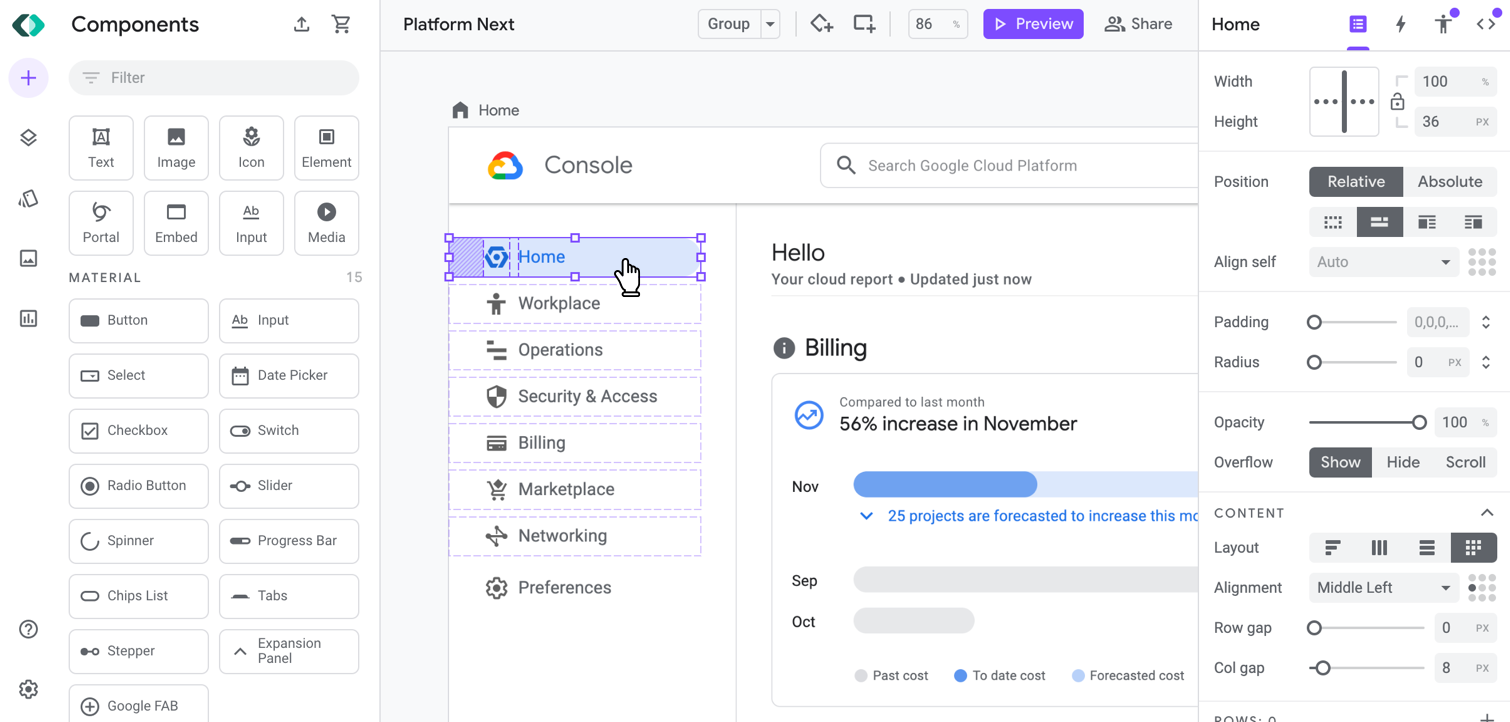 Components
Filter
Text
Image
Icon
Element
Portal
Embed
Ab
Input
Media
MATERIAL
15
Button
Ab
Input
Select
Date Picker
Checkbox
Switch
Radio Button
Slider
Spinner
Progress Bar
Chips List
Tabs
Stepper
Expansion
Panel
Google FAB
Platform Next
Group
86
%
Preview
Share
Home
Console
Search Google Cloud Platform
Home
Workplace
Operations
Security & Access
Billing
Marketplace
Networking
Preferences
Hello
Your cloud report ● Updated just now
Billing
Compared to last month
56% increase in November
Nov
25 projects are forecasted to increase this mo
Sep
Oct
Past cost
To date cost
Forecasted cost
Home
Width
100
%
Height
36
PX
Position
Relative
Absolute
Align self
Auto
Padding
0,0,0,...
Radius
0
PX
Opacity
100
%
Overflow
Show
Hide
Scroll
CONTENT
Layout
Alignment
Middle Left
Row gap
0
PX
Col gap
8
PX
ROWS: 0